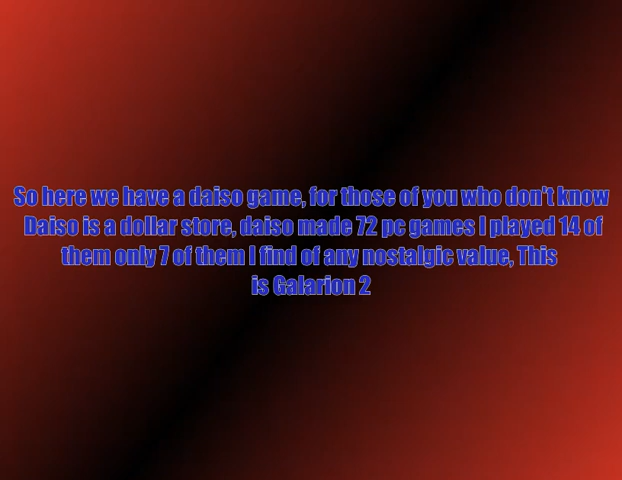 So here we have a daiso game, for those of you who don't know
Daiso is a dollar store, daiso made 72 pc games I played 14 of
them only 7 of them I find of any nostalgic value, This
is Galarion 2